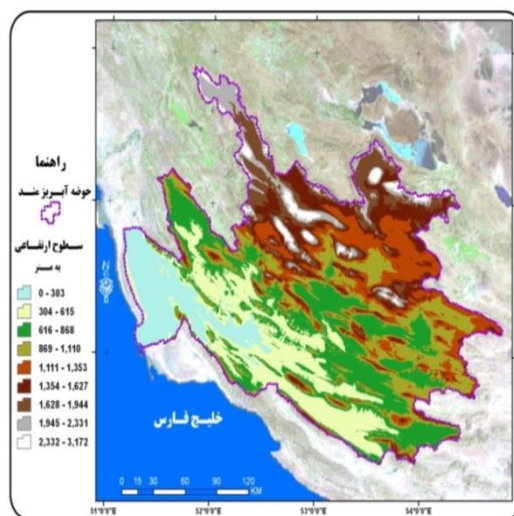 راهنما
حوضه آبریز مند
سطوح ارتفاعی
به متر
N
0 - 303
304 - 615
616 - 868
869 - 1,110
1,111 - 1,353
1,354 - 1,627
1,628 - 1,944
1,945 - 2,331
2,332 - 3,172
خلیج فارس
0 15 30 60 90 120
KM
51°0'0"E 52°0'0"E 53°0'0"E 54°0'0"E